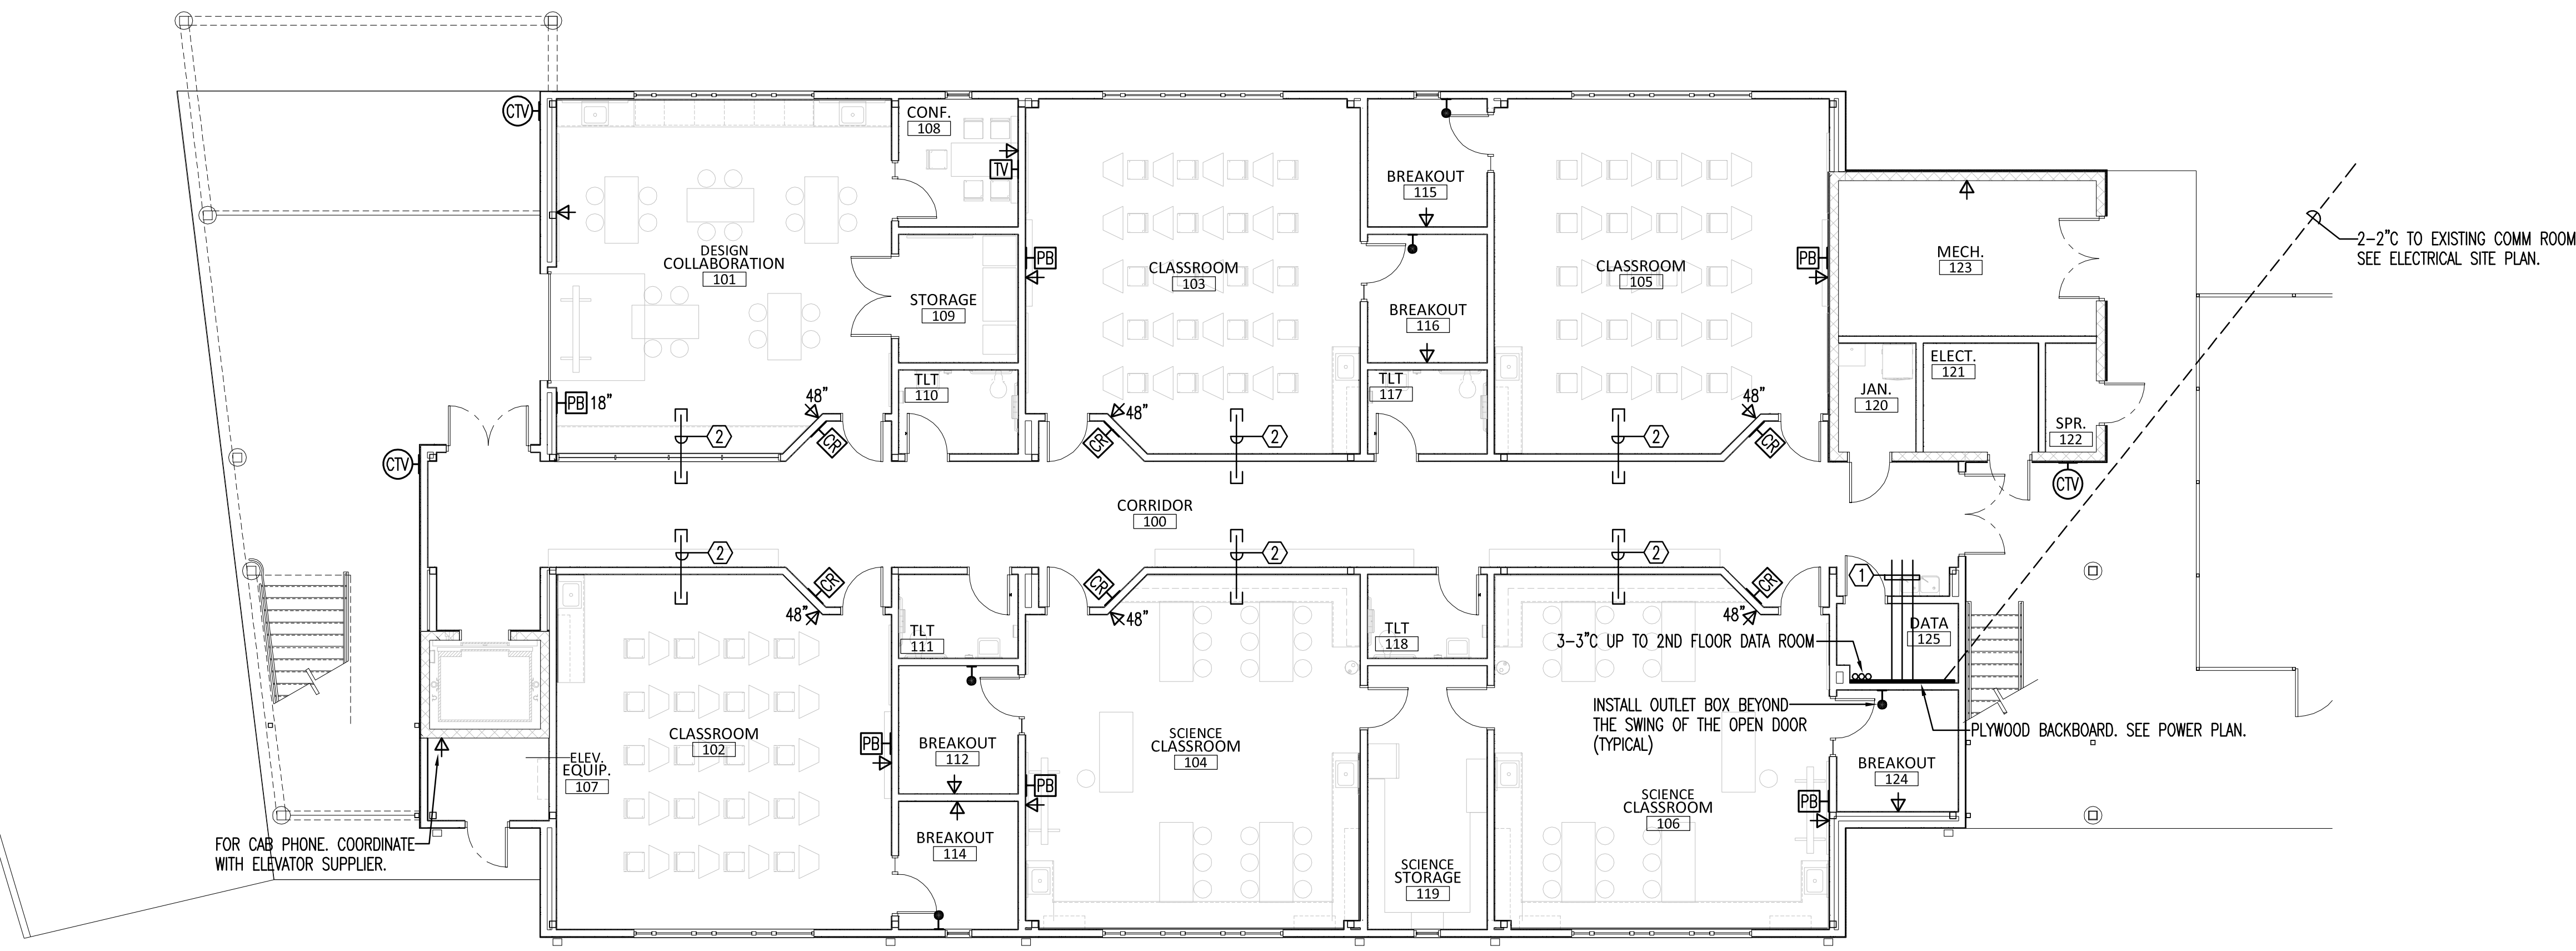 CTV
CONF.
108
TV
BREAKOUT
115
DESIGN
COLLABORATION
101
STORAGE
109
PB
CLASSROOM
103
BREAKOUT
116
CLASSROOM
105
PB
MECH.
123
2-2"C TO EXISTING COMM ROOM
SEE ELECTRICAL SITE PLAN.
PB 18"
48"
TLT
110
48"
TLT
117
48"
JAN.
120
ELECT.
121
SPR.
122
CTV
2
CR
CR
2
2
CR
CTV
CORRIDOR
100
2
2
2
CR
48"
CR
48"
CR
48"
1
TLT
111
TLT
118
DATA
125
3-3"C UP TO 2ND FLOOR DATA ROOM
INSTALL OUTLET BOX BEYOND
THE SWING OF THE OPEN DOOR
(TYPICAL)
PLYWOOD BACKBOARD. SEE POWER PLAN.
CLASSROOM
102
PB
BREAKOUT
112
SCIENCE
CLASSROOM
104
PB
ELEV.
EQUIP.
107
BREAKOUT
124
SCIENCE
CLASSROOM
106
PB
FOR CAB PHONE. COORDINATE
WITH ELEVATOR SUPPLIER.
BREAKOUT
114
SCIENCE
STORAGE
119